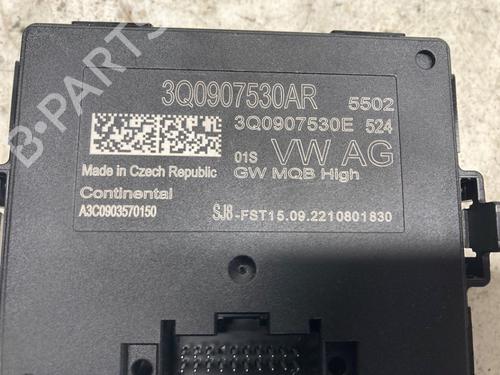 3Q0907530AR 5502
3Q0907530E 524
01S VW AG
Made in Czech Republic GW MQB High
Continental
A3C0903570150 SJ8-FST15.09.2210801830
B-PARTS